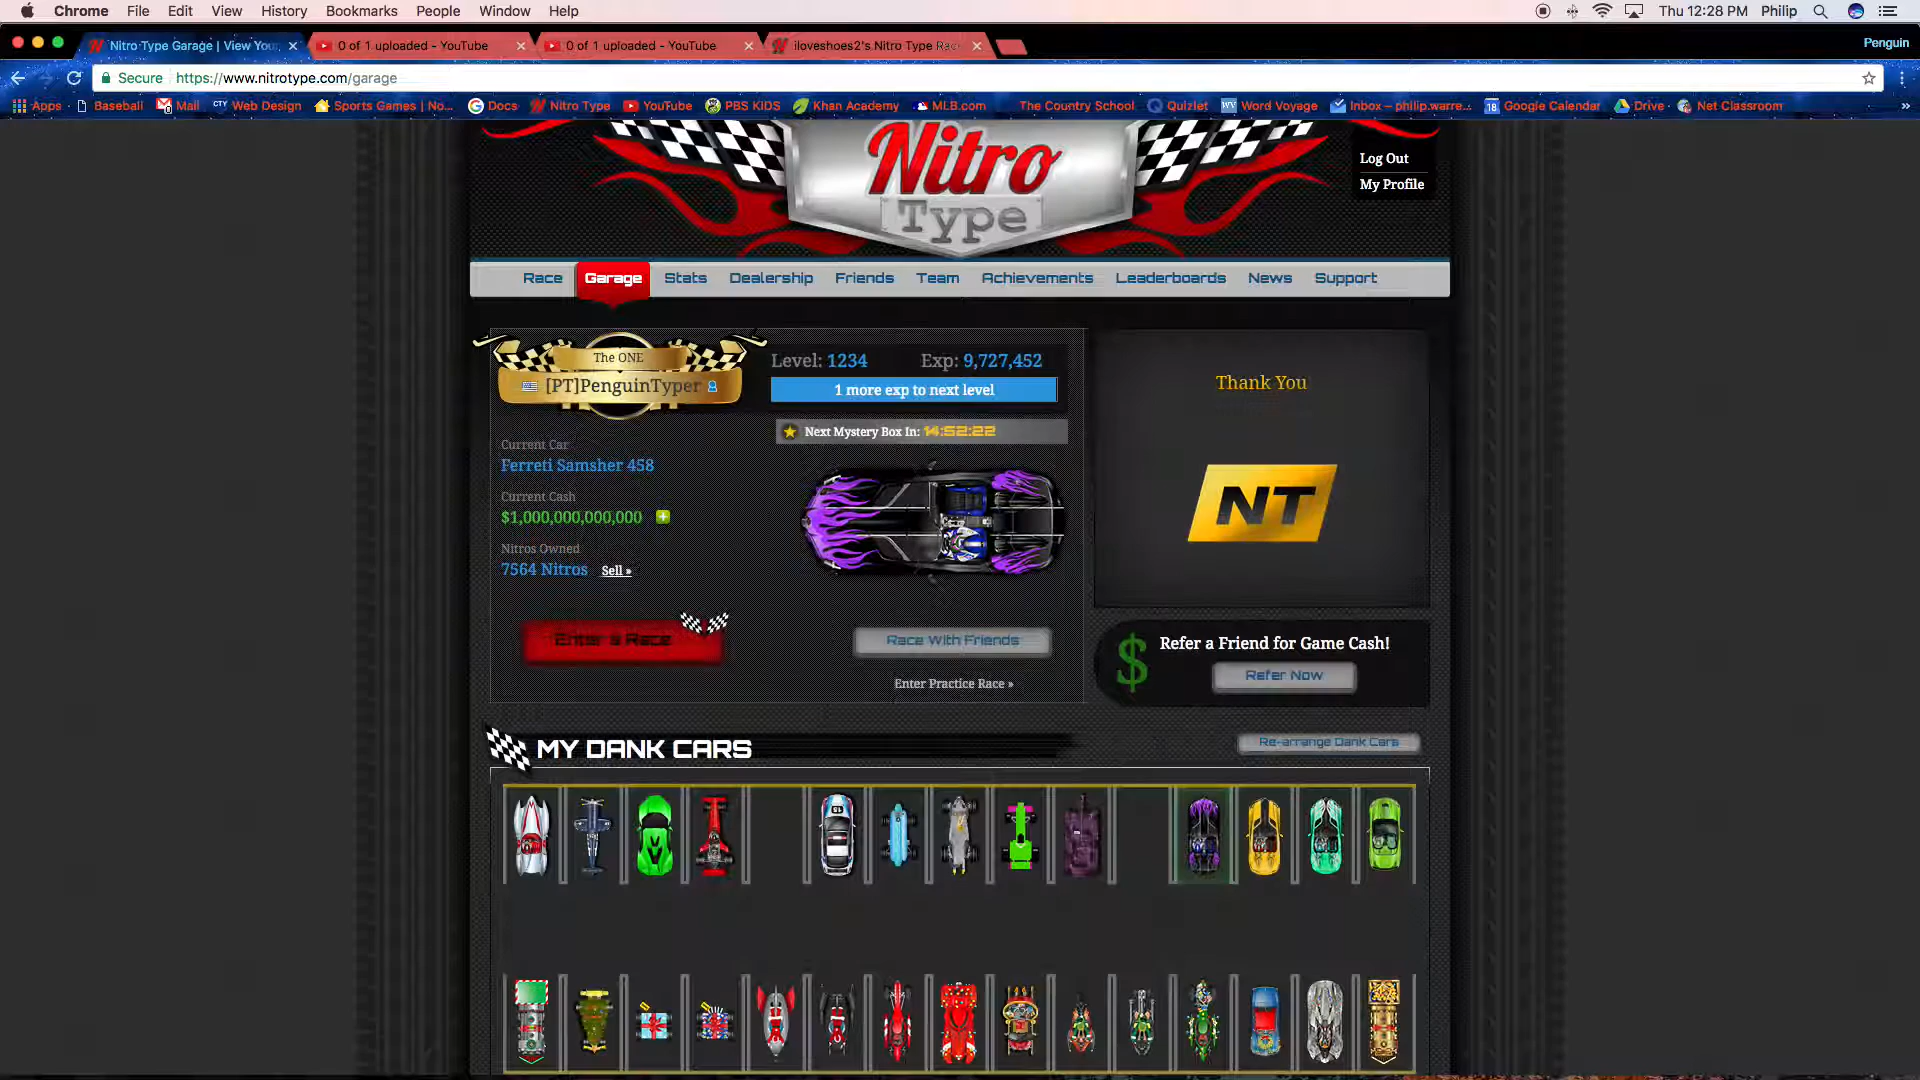 Chrome File Edit View History Bookmarks People Window Help Thu 12:28 PM Philip
Nitro Type Garage | View You 0 of 1 uploaded - YouTube 0 of 1 uploaded - YouTube iloveshoes2's Nitro Type Rac Penguin
Secure https://www.nitrotype.com/garage
Apps Baseball Mail CTY Web Design Sports Games | No... Docs Nitro Type YouTube PBS KIDS Khan Academy MLB.com The Country School Quizlet WV Word Voyage Inbox – philip.warre... 18 Google Calendar Drive Net Classroom »
Nitro
Type
Log Out
My Profile
Race Garage Stats Dealership Friends Team Achievements Leaderboards News Support
The ONE
[PT]PenguinTyper
Level: 1234 Exp: 9,727,452
1 more exp to next level
Next Mystery Box In: 14:52:22
Current Car
Ferreti Samsher 458
Current Cash
$1,000,000,000,000
Nitros Owned
7564 Nitros Sell »
Enter a Race
Race With Friends
Enter Practice Race »
Thank You
NT
$
Refer a Friend for Game Cash!
Refer Now
MY DANK CARS
Re-arrange Dank Cars